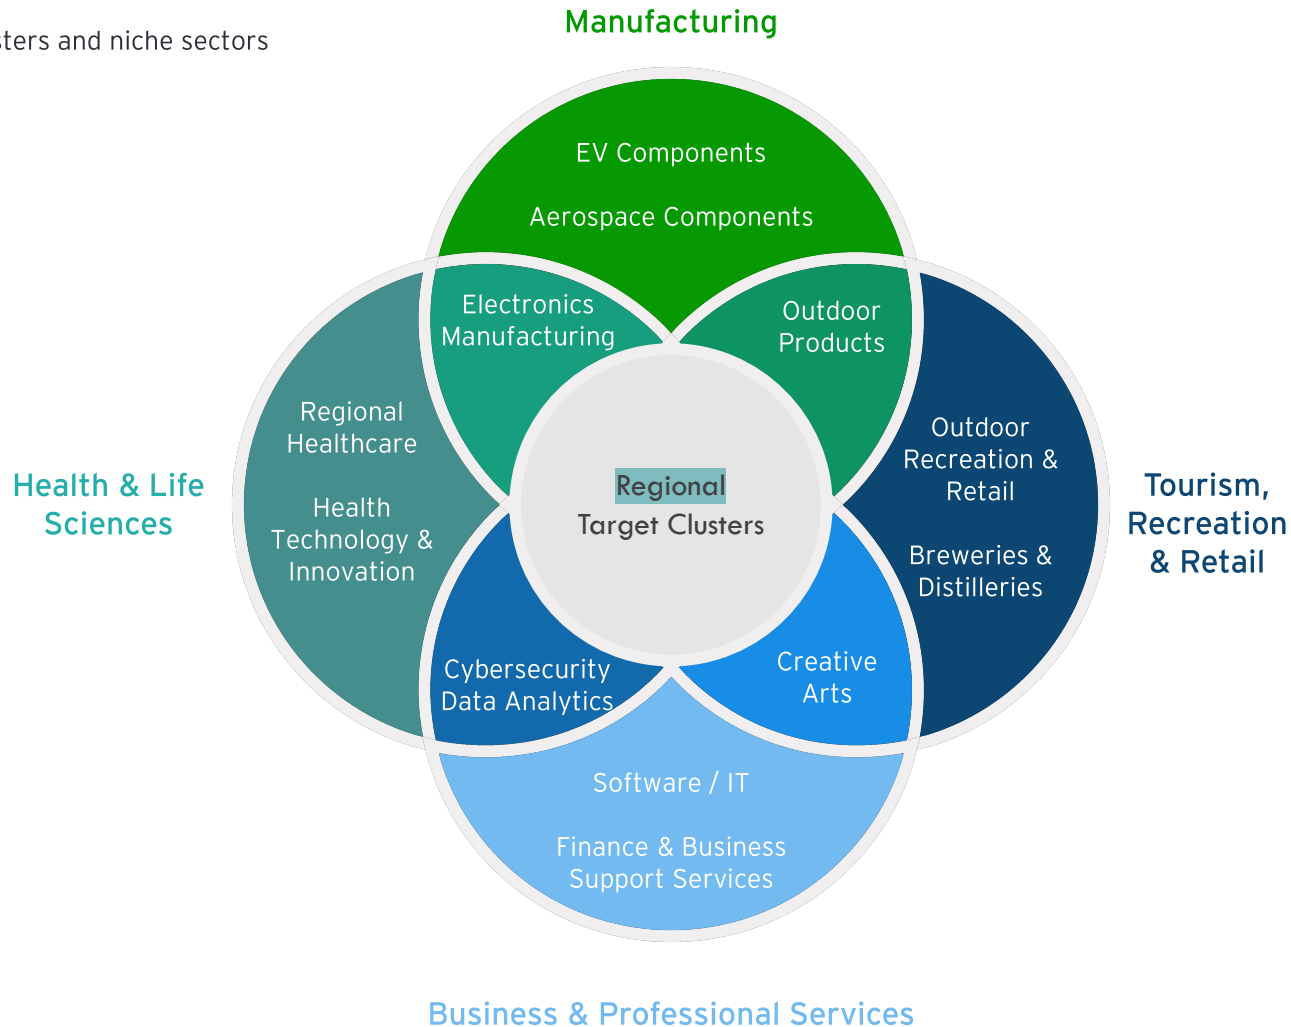 and niche sectors
Manufacturing
EV Components
Aerospace Components
Electronics
Manufacturing
Outdoor
Products
Regional
Healthcare
Health
Technology &
Innovation
Outdoor
Recreation &
Retail
Breweries &
Distilleries
Health & Life
Sciences
Regional
Target Clusters
Tourism,
Recreation
& Retail
Cybersecurity
Data Analytics
Creative
Arts
Software / IT
Finance & Business
Support Services
Business & Professional Services